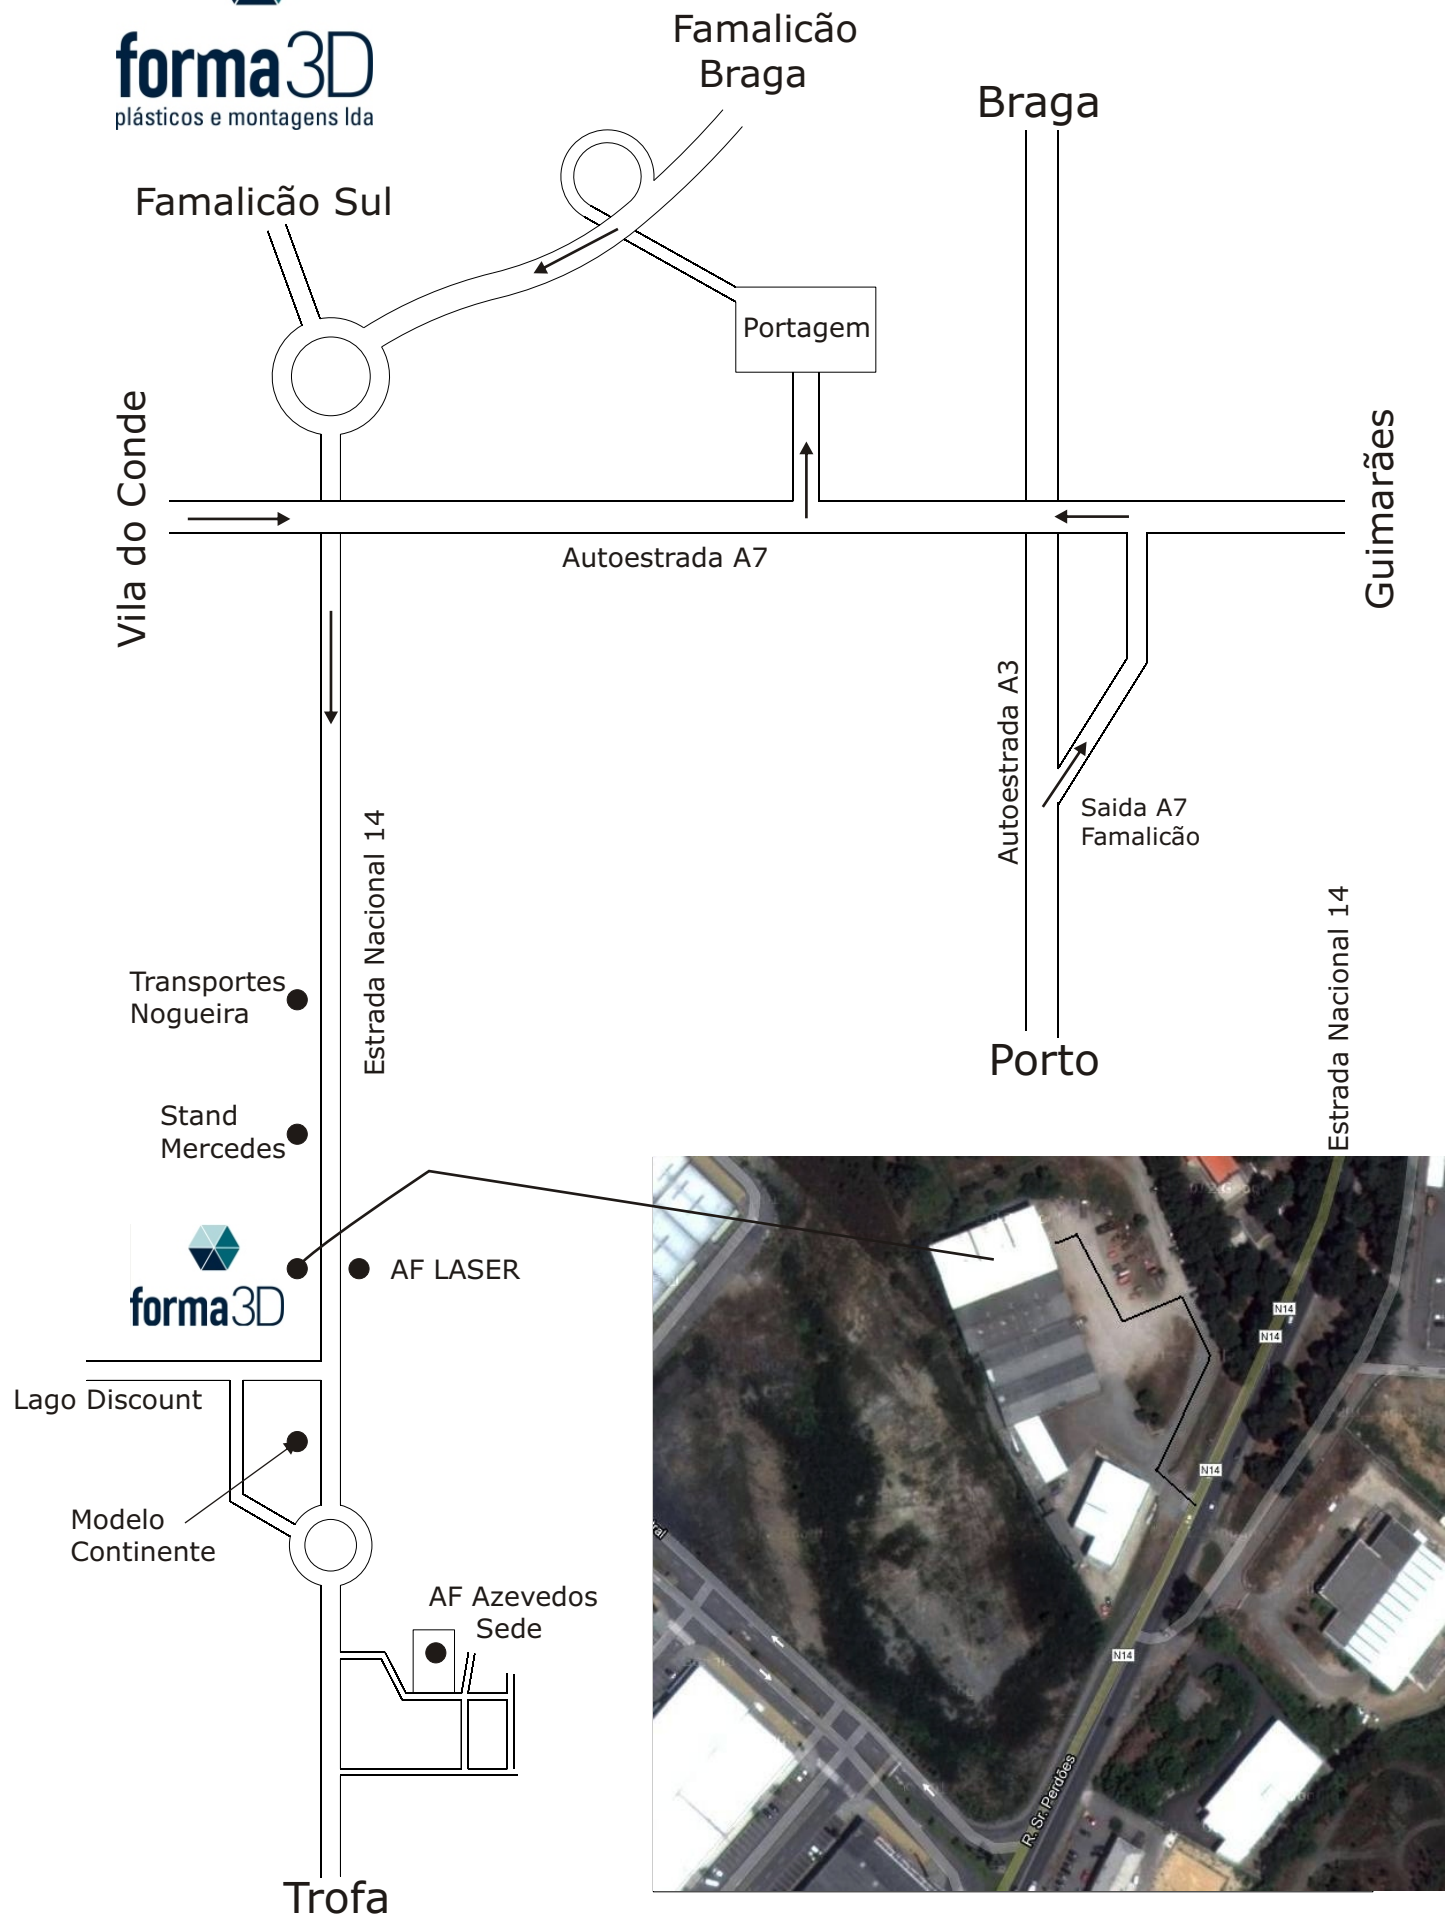 forma3D
plásticos e montagens lda
Famalicão
Braga
Braga
Famalicão Sul
Portagem
Vila do Conde
Guimarães
Autoestrada A7
Autoestrada A3
Saida A7
Famalicão
Estrada Nacional 14
Estrada Nacional 14
Transportes
Nogueira
Porto
Stand
Mercedes
forma3D
AF LASER
Lago Discount
Modelo
Continente
AF Azevedos
Sede
Trofa
N14
N14
N14
N14
R. Sr. Perdões